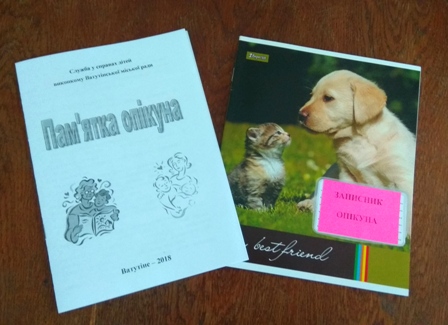 Служба у справах дітей
виконкому Ватутінської міської ради
Пам'ятка опікуна
Ватутіне – 2018
ЗАПИСНИК
ОПІКУНА
best friend